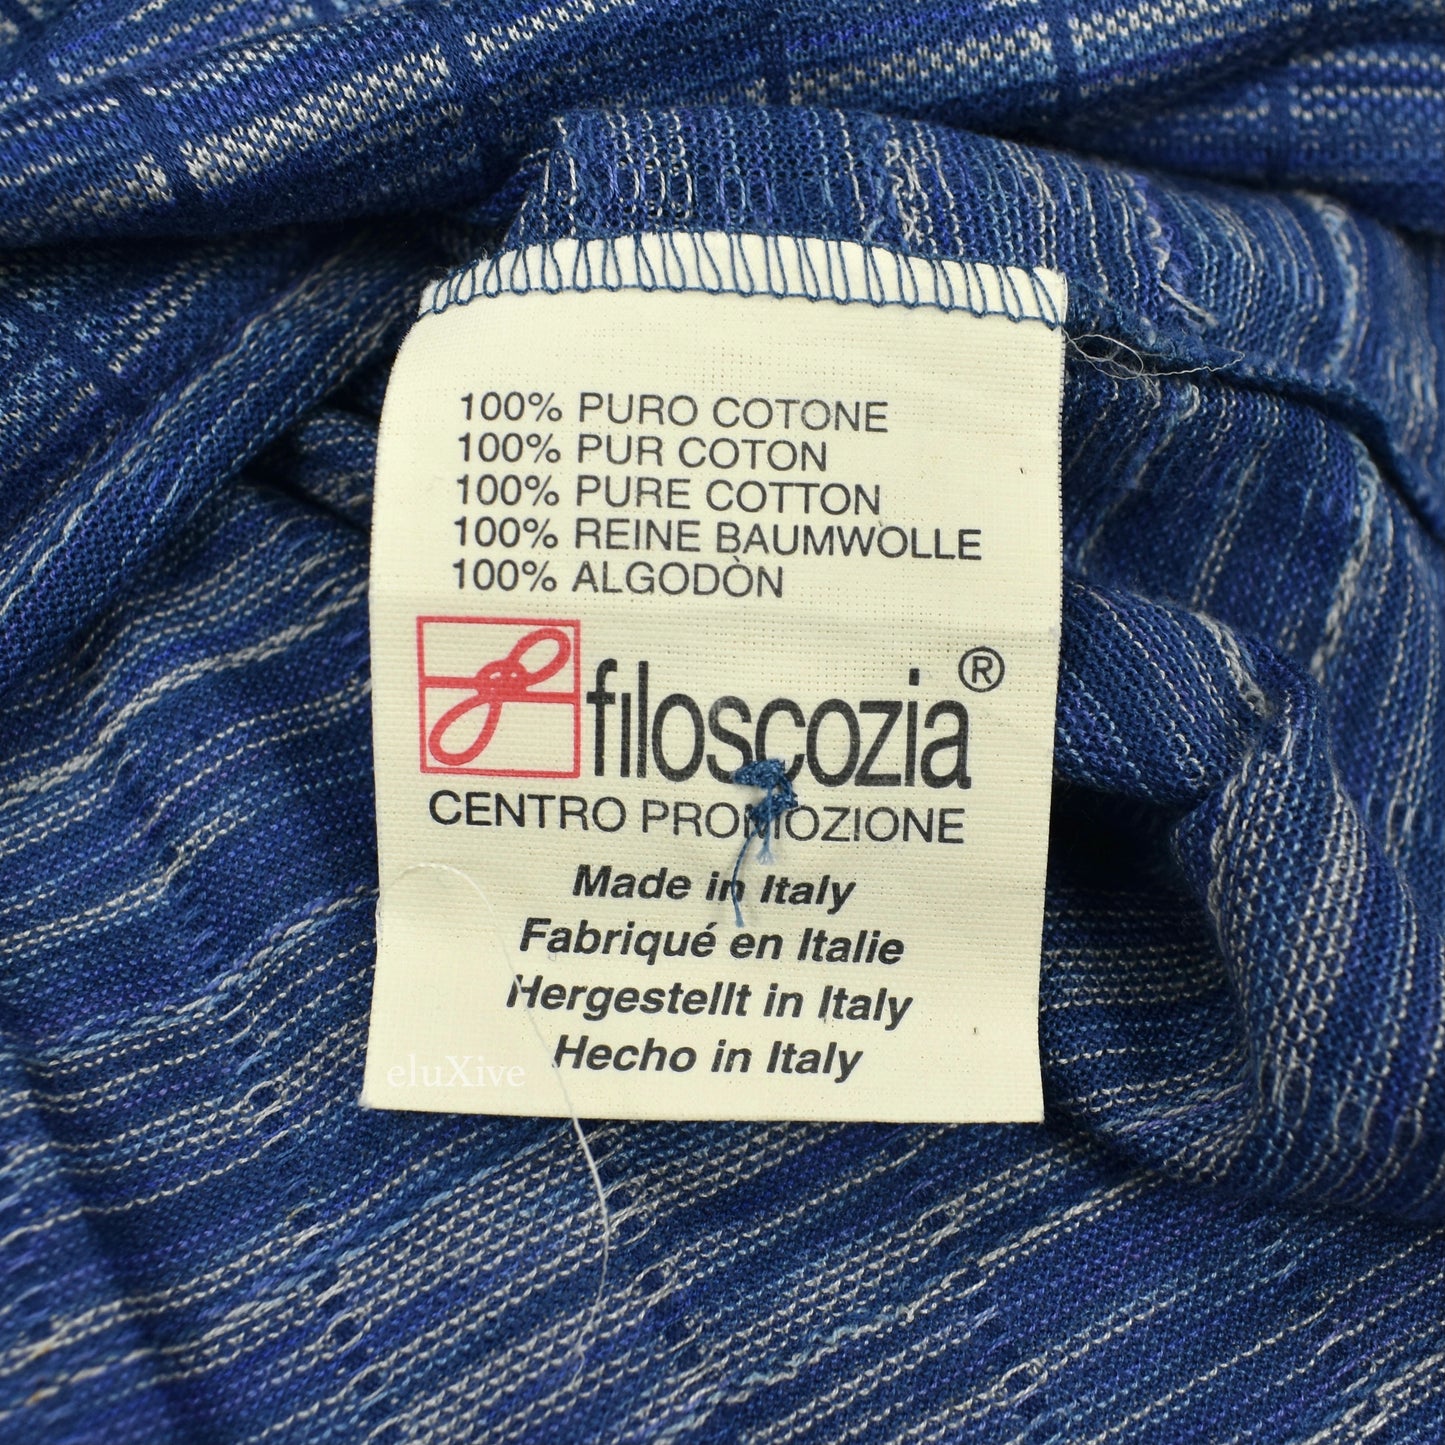 100% PURO COTONE
100% PUR COTON
100% PURE COTTON
100% REINE BAUMWOLLE
100% ALGODÒN
filoscozia®
CENTRO PROMOZIONE
Made in Italy
Fabriqué en Italie
Hergestellt in Italy
Hecho in Italy
eluXive